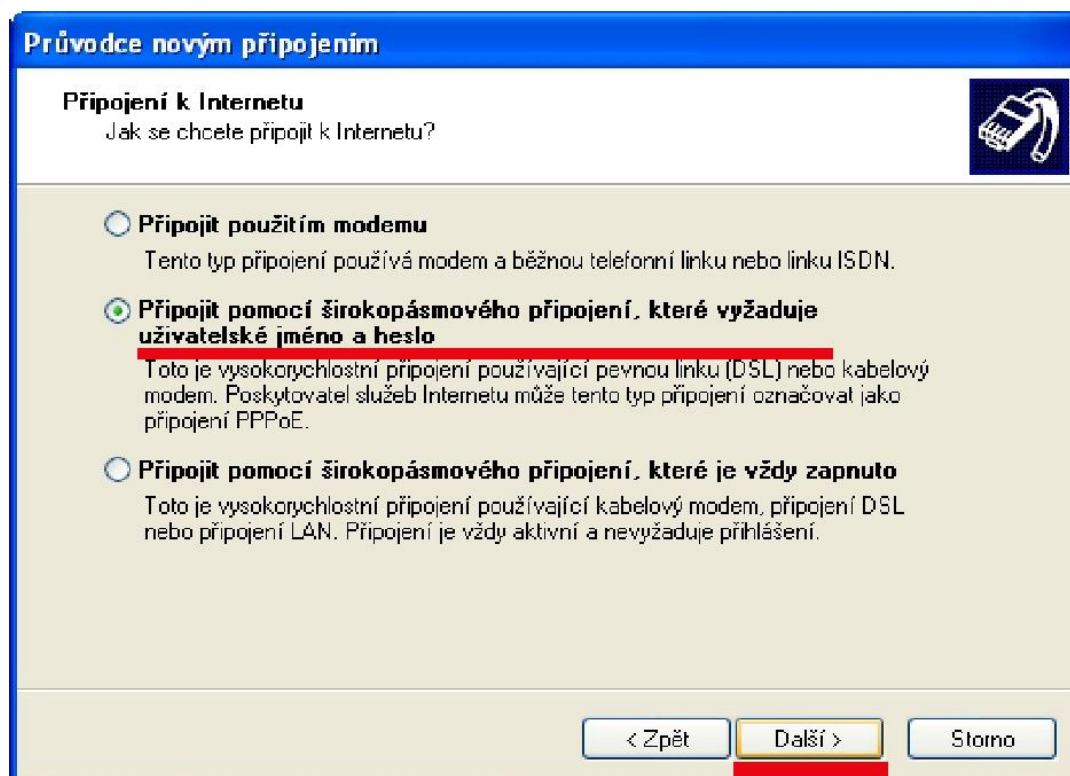 Průvodce novým připojením
Připojení k Internetu
Jak se chcete připojit k Internetu?
Připojit použitím modemu
Tento typ připojení používá modem a běžnou telefonní linku nebo linku ISDN.
Připojit pomocí širokopásmového připojení, které vyžaduje
uživatelské jméno a heslo
Toto je vysokorychlostní připojení používající pevnou linku (DSL) nebo kabelový
modem. Poskytovatel služeb Internetu může tento typ připojení označovat jako
připojení PPPoE.
Připojit pomocí širokopásmového připojení, které je vždy zapnuto
Toto je vysokorychlostní připojení používající kabelový modem, připojení DSL
nebo připojení LAN. Připojení je vždy aktivní a nevyžaduje přihlášení.
< Zpět Další > Storno